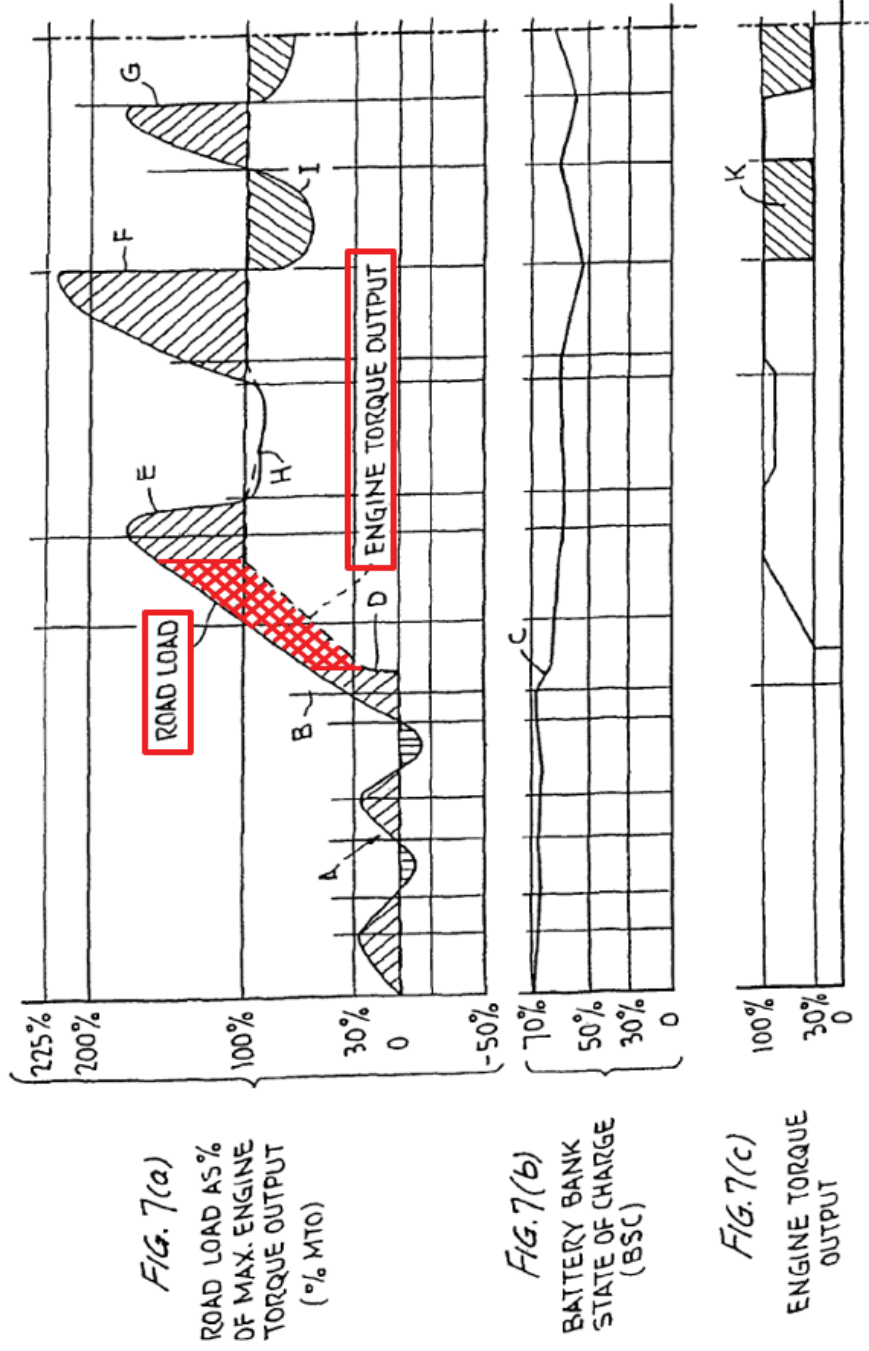 FIG. 7(a)
ROAD LOAD AS %
OF MAX. ENGINE
TORQUE OUTPUT
(% MTO)
225%
200%
100%
30%
0
-50%
ROAD LOAD
ENGINE TORQUE OUTPUT
A
B
D
E
H
F
I
G
FIG. 7(b)
BATTERY BANK
STATE OF CHARGE
(BSC)
70%
50%
30%
0
C
FIG. 7(c)
ENGINE TORQUE
OUTPUT
100%
30%
0
K